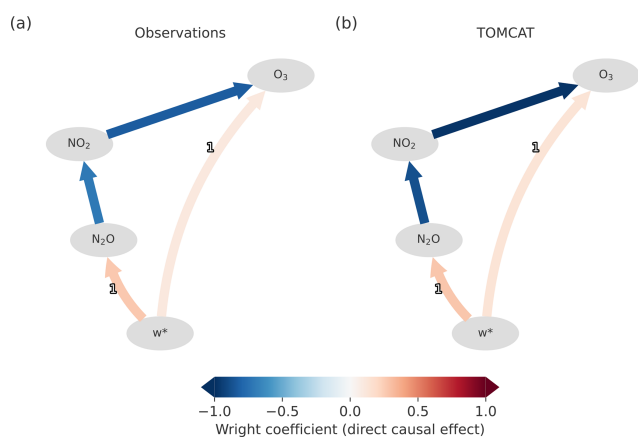 (a)
Observations
O₃
NO₂
1
N₂O
1
w*
(b)
TOMCAT
O₃
NO₂
1
N₂O
1
w*
−1.0 −0.5 0.0 0.5 1.0
Wright coefficient (direct causal effect)